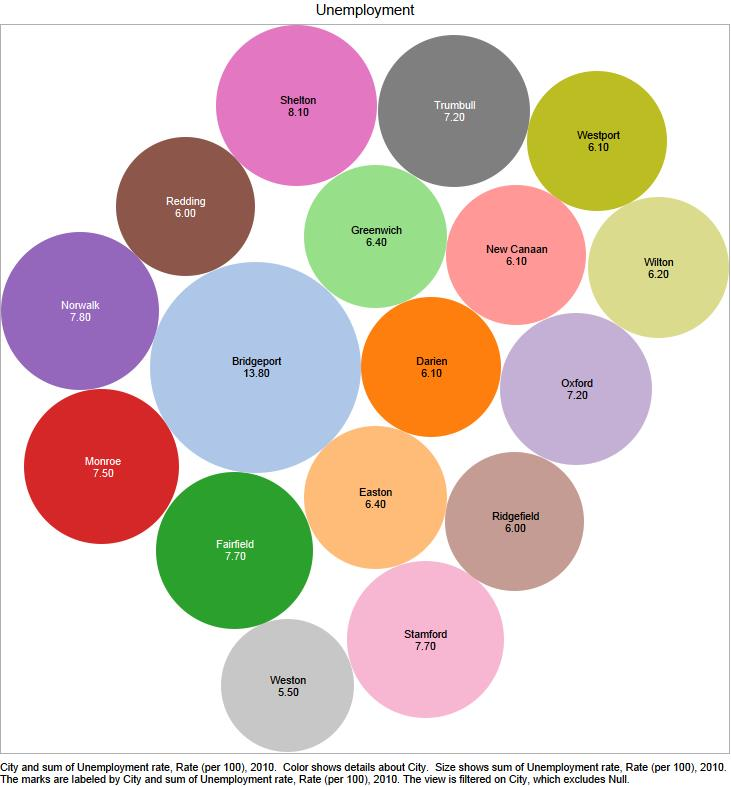 Unemployment
Shelton
8.10
Trumbull
7.20
Westport
6.10
Redding
6.00
Greenwich
6.40
New Canaan
6.10
Wilton
6.20
Norwalk
7.80
Bridgeport
13.80
Darien
6.10
Oxford
7.20
Monroe
7.50
Easton
6.40
Ridgefield
6.00
Fairfield
7.70
Stamford
7.70
Weston
5.50
City and sum of Unemployment rate, Rate (per 100), 2010.  Color shows details about City.  Size shows sum of Unemployment rate, Rate (per 100), 2010.
The marks are labeled by City and sum of Unemployment rate, Rate (per 100), 2010. The view is filtered on City, which excludes Null.